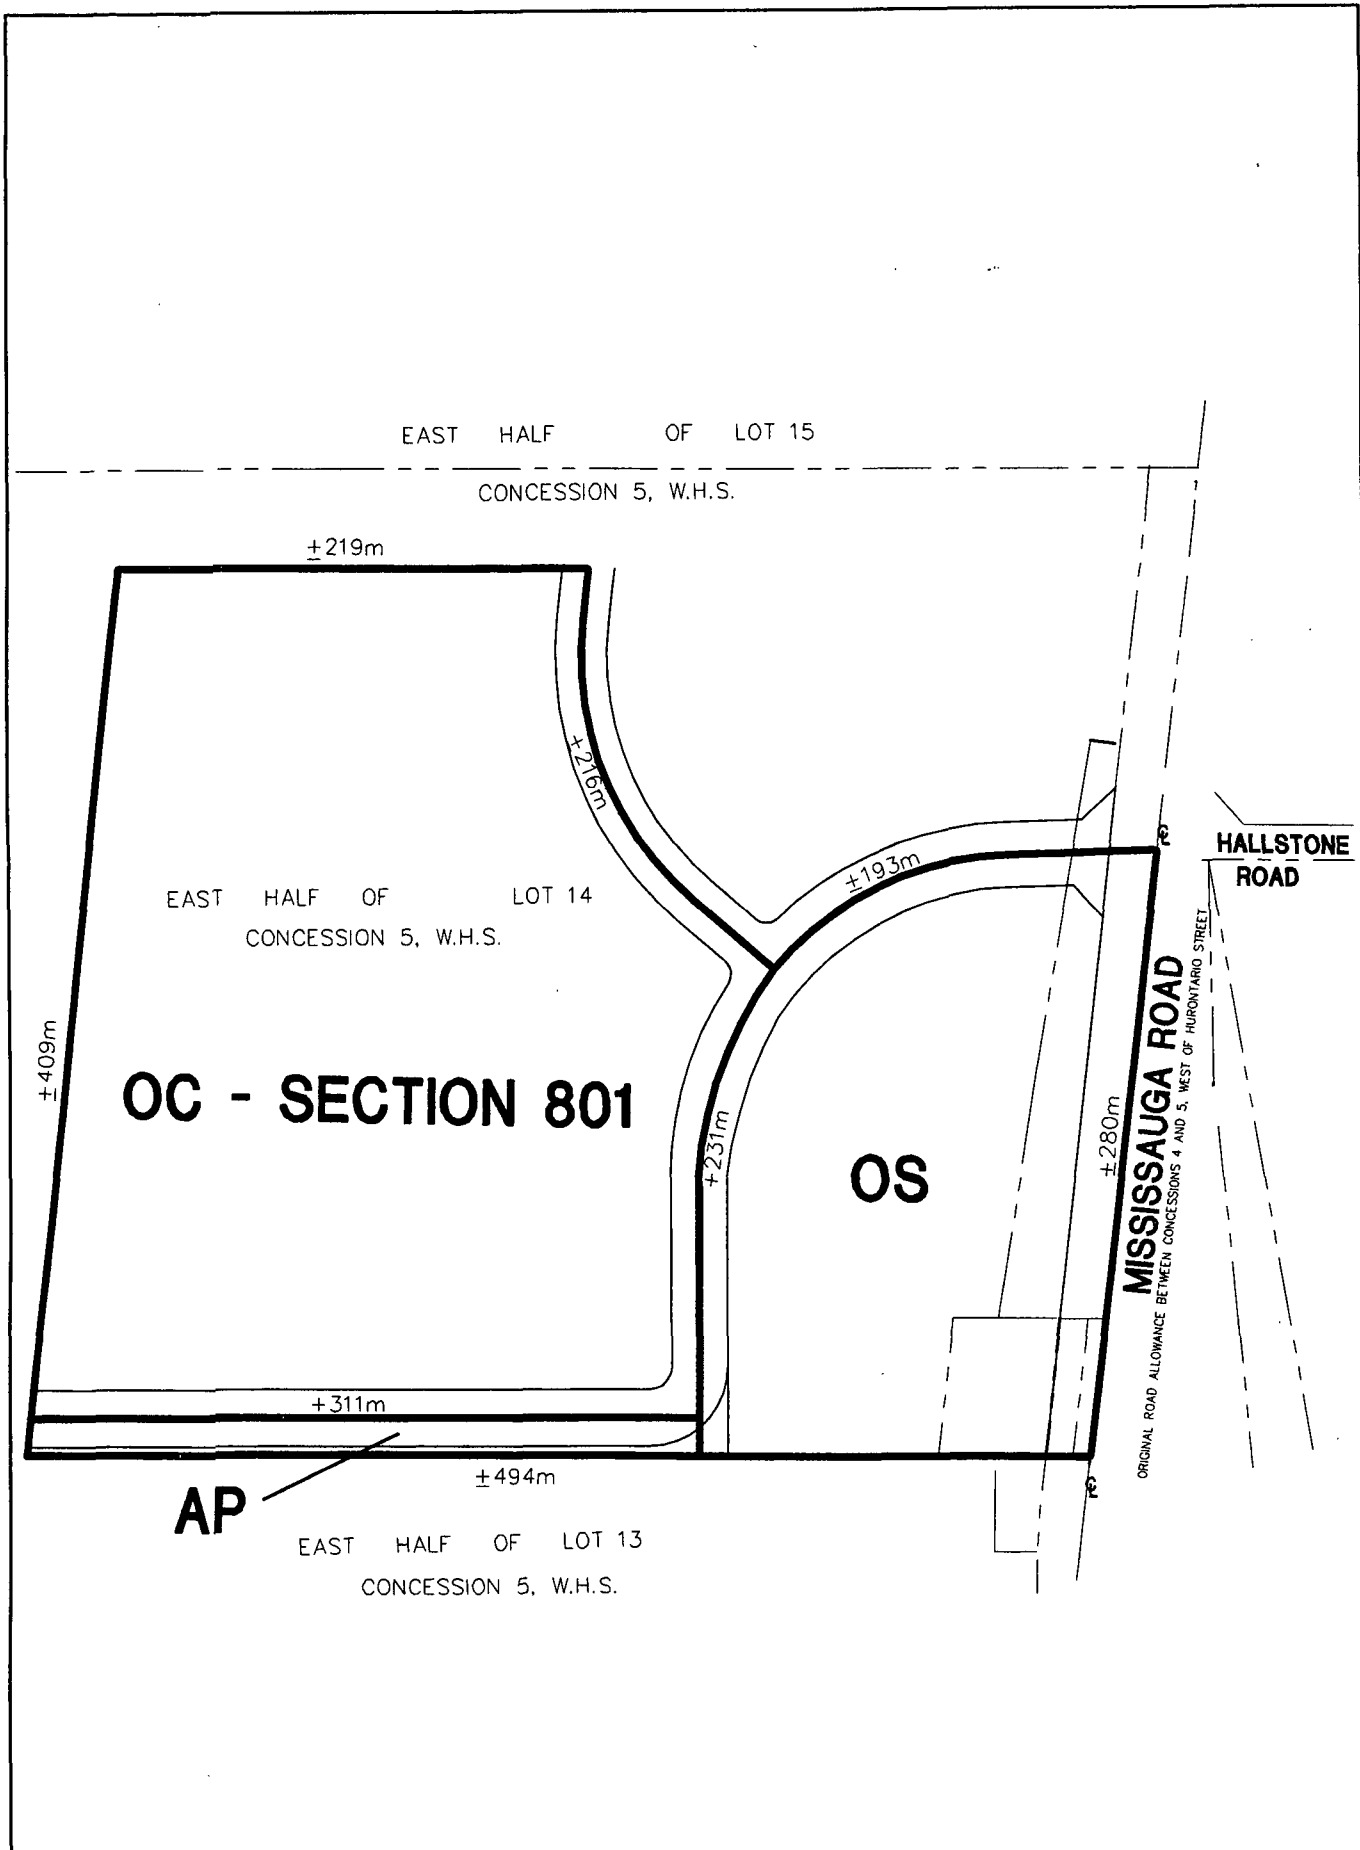 EAST HALF OF LOT 15
CONCESSION 5, W.H.S.
±219m
±216m
±193m
HALLSTONE
ROAD
EAST HALF OF LOT 14
CONCESSION 5, W.H.S.
±409m
OC - SECTION 801
±231m
OS
±280m
MISSISSAUGA ROAD
ORIGINAL ROAD ALLOWANCE BETWEEN CONCESSIONS 4 AND 5, WEST OF HURONTARIO STREET
±311m
±494m
AP
EAST HALF OF LOT 13
CONCESSION 5, W.H.S.